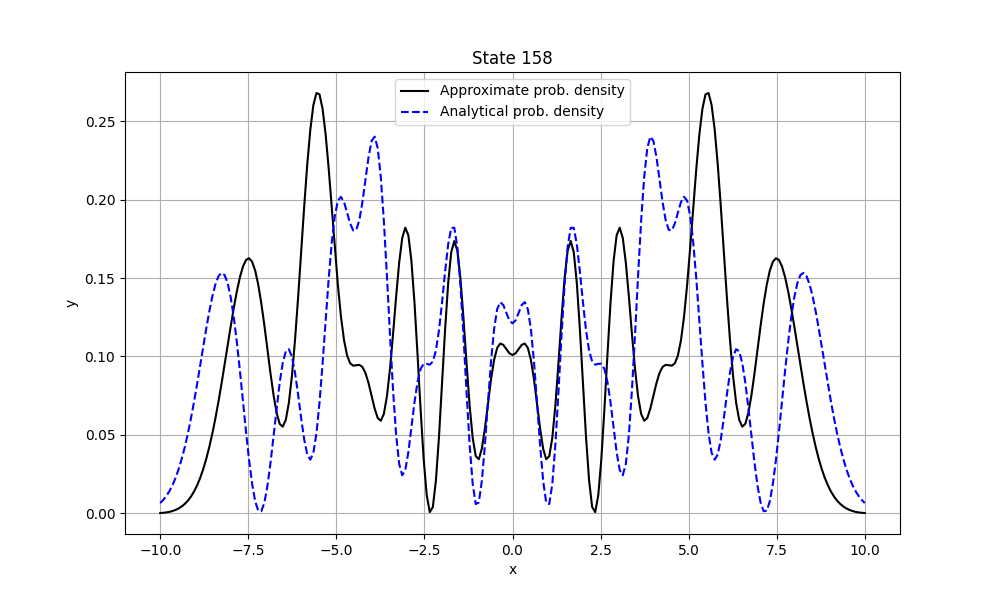 State 158
Approximate prob. density
Analytical prob. density
y
0.25
0.20
0.15
0.10
0.05
0.00
−10.0 −7.5 −5.0 −2.5 0.0 2.5 5.0 7.5 10.0
x